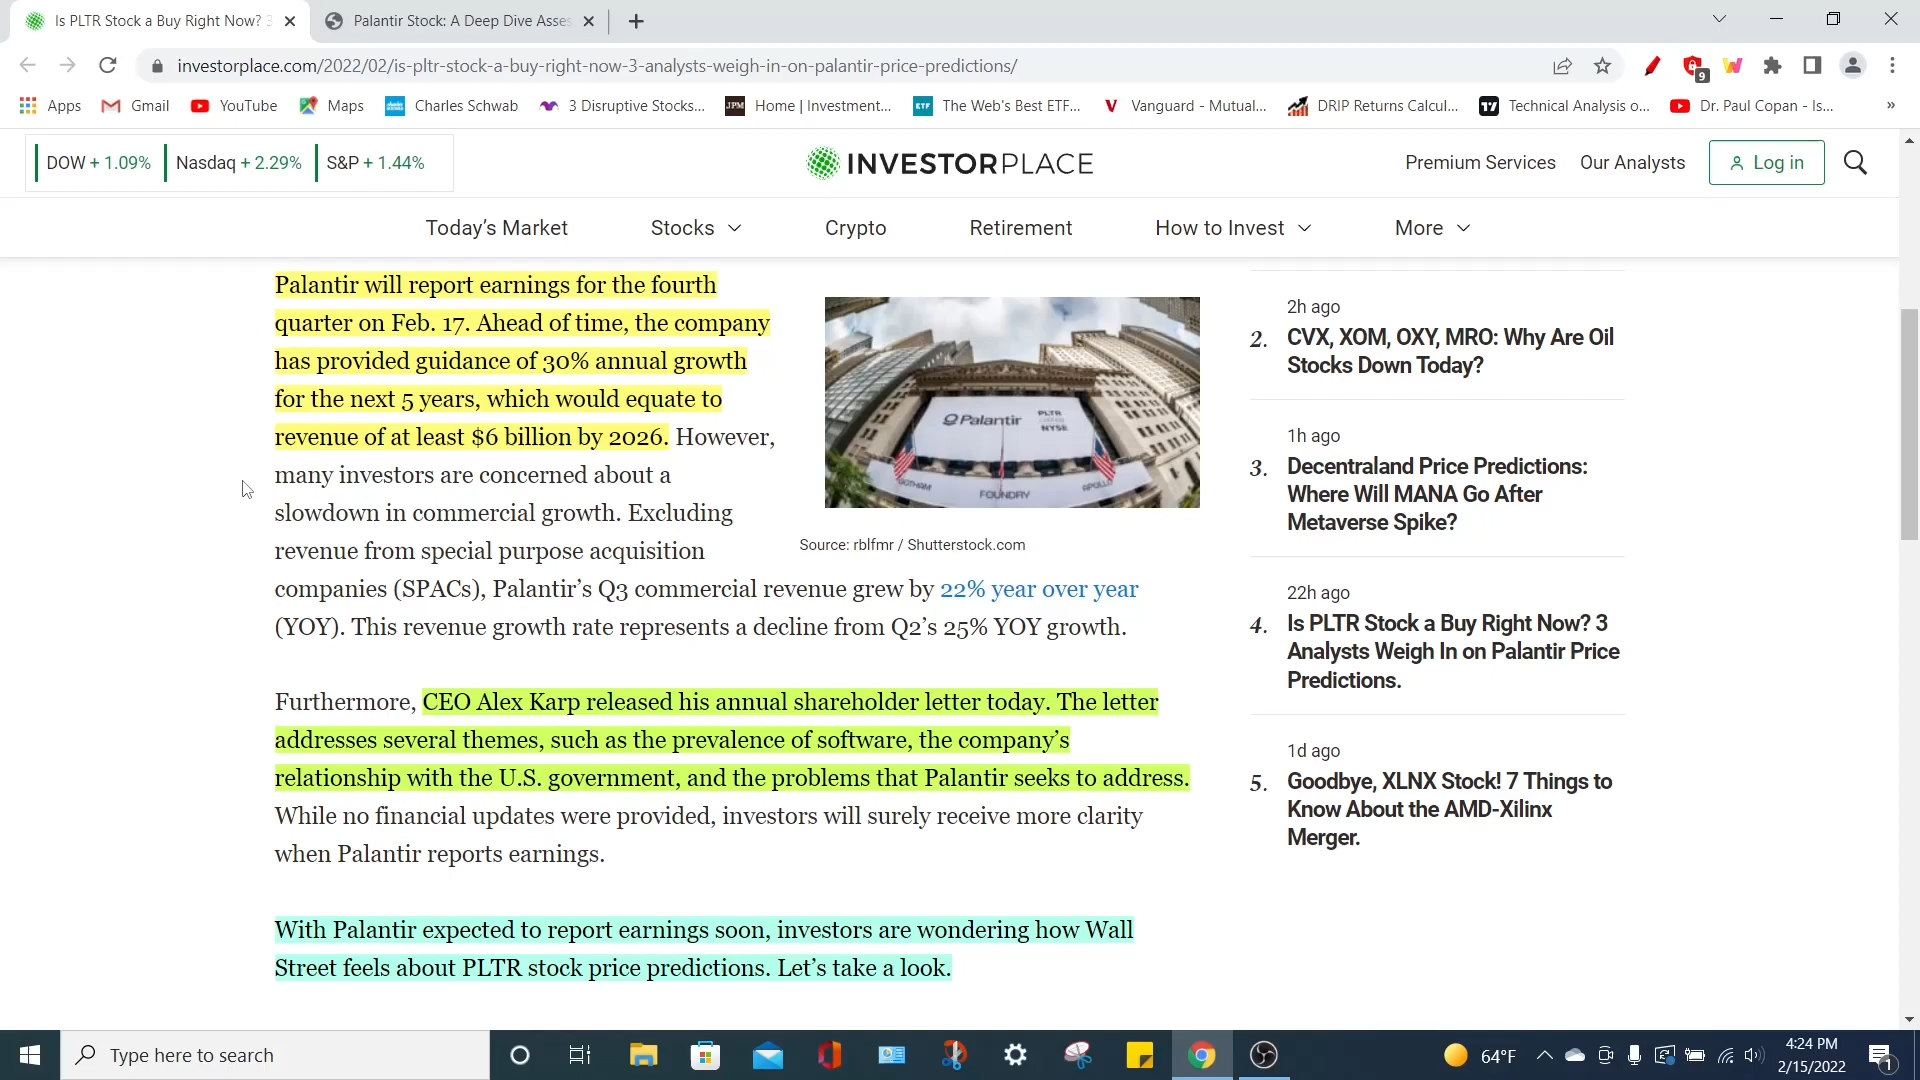 Is PLTR Stock a Buy Right Now? 3
Palantir Stock: A Deep Dive Asses
investorplace.com/2022/02/is-pltr-stock-a-buy-right-now-3-analysts-weigh-in-on-palantir-price-predictions/
9
Apps Gmail YouTube Maps Charles Schwab 3 Disruptive Stocks... JPM Home | Investment... ETF The Web's Best ETF... Vanguard - Mutual... DRIP Returns Calcul... Technical Analysis o... Dr. Paul Copan - Is... »
DOW + 1.09% Nasdaq + 2.29% S&P + 1.44%
INVESTORPLACE
Premium Services Our Analysts Log in
Today’s Market Stocks Crypto Retirement How to Invest More
Palantir will report earnings for the fourth
quarter on Feb. 17. Ahead of time, the company
has provided guidance of 30% annual growth
for the next 5 years, which would equate to
revenue of at least $6 billion by 2026. However,
many investors are concerned about a
slowdown in commercial growth. Excluding
revenue from special purpose acquisition
companies (SPACs), Palantir’s Q3 commercial revenue grew by 22% year over year
(YOY). This revenue growth rate represents a decline from Q2’s 25% YOY growth.
Palantir
PLTR
NYSE
GOTHAM
FOUNDRY
APOLLO
Source: rblfmr / Shutterstock.com
Furthermore, CEO Alex Karp released his annual shareholder letter today. The letter
addresses several themes, such as the prevalence of software, the company’s
relationship with the U.S. government, and the problems that Palantir seeks to address.
While no financial updates were provided, investors will surely receive more clarity
when Palantir reports earnings.
With Palantir expected to report earnings soon, investors are wondering how Wall
Street feels about PLTR stock price predictions. Let’s take a look.
2h ago
2. CVX, XOM, OXY, MRO: Why Are Oil
Stocks Down Today?
1h ago
3. Decentraland Price Predictions:
Where Will MANA Go After
Metaverse Spike?
22h ago
4. Is PLTR Stock a Buy Right Now? 3
Analysts Weigh In on Palantir Price
Predictions.
1d ago
5. Goodbye, XLNX Stock! 7 Things to
Know About the AMD-Xilinx
Merger.
Type here to search
64°F
4:24 PM
2/15/2022
1